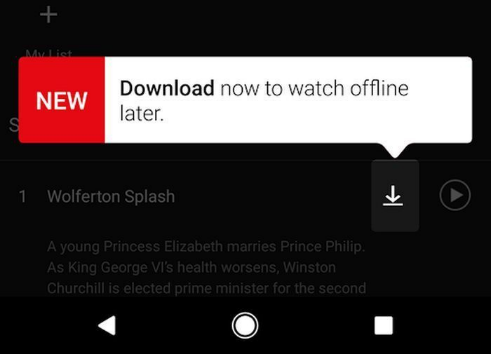 My List
NEW
Download now to watch offline
later.
S
1 Wolferton Splash
A young Princess Elizabeth marries Prince Philip.
As King George VI's health worsens, Winston
Churchill is elected prime minister for the second